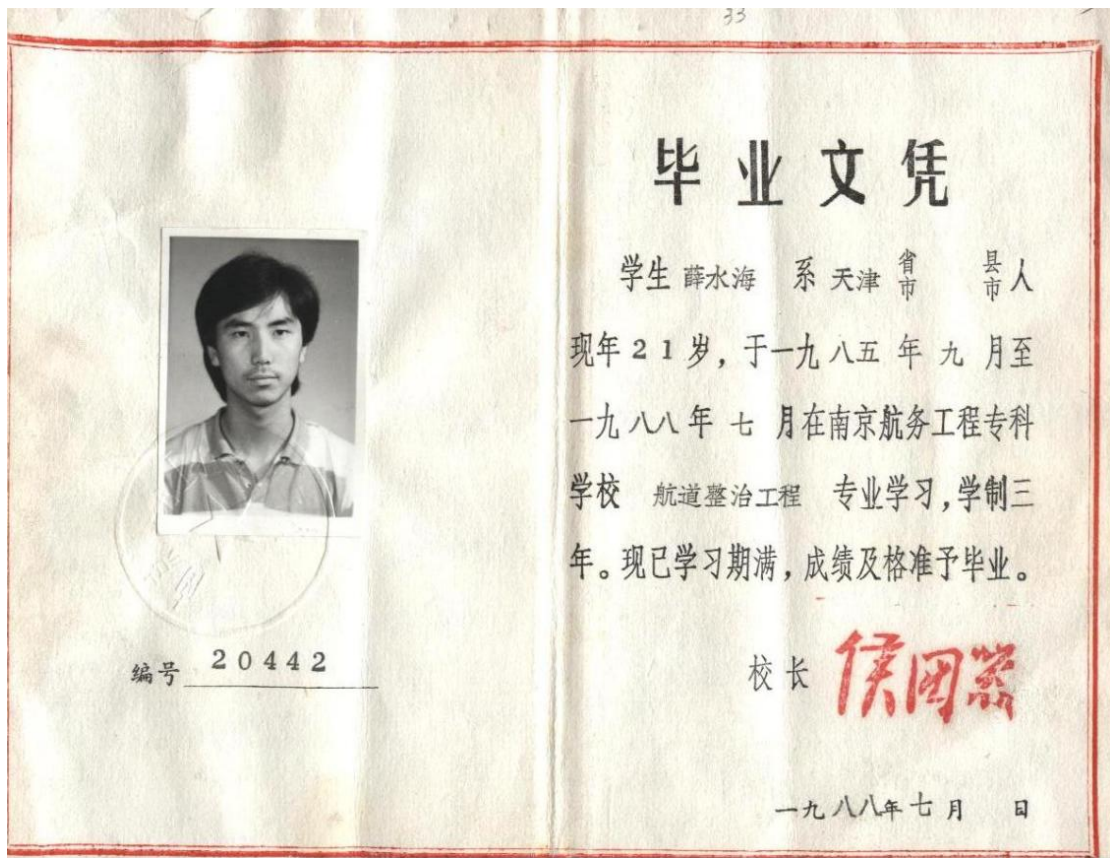 33
毕业文凭
学生 薛水海 系 天津 省市 县市 人
现年 21 岁，于一九八五 年 九 月至
一九八八年 七 月在南京航务工程专科
学校 航道整治工程 专业学习，学制三
年。现已学习期满，成绩及格准予毕业。
校长
编号 20442
一九八八年七月 日